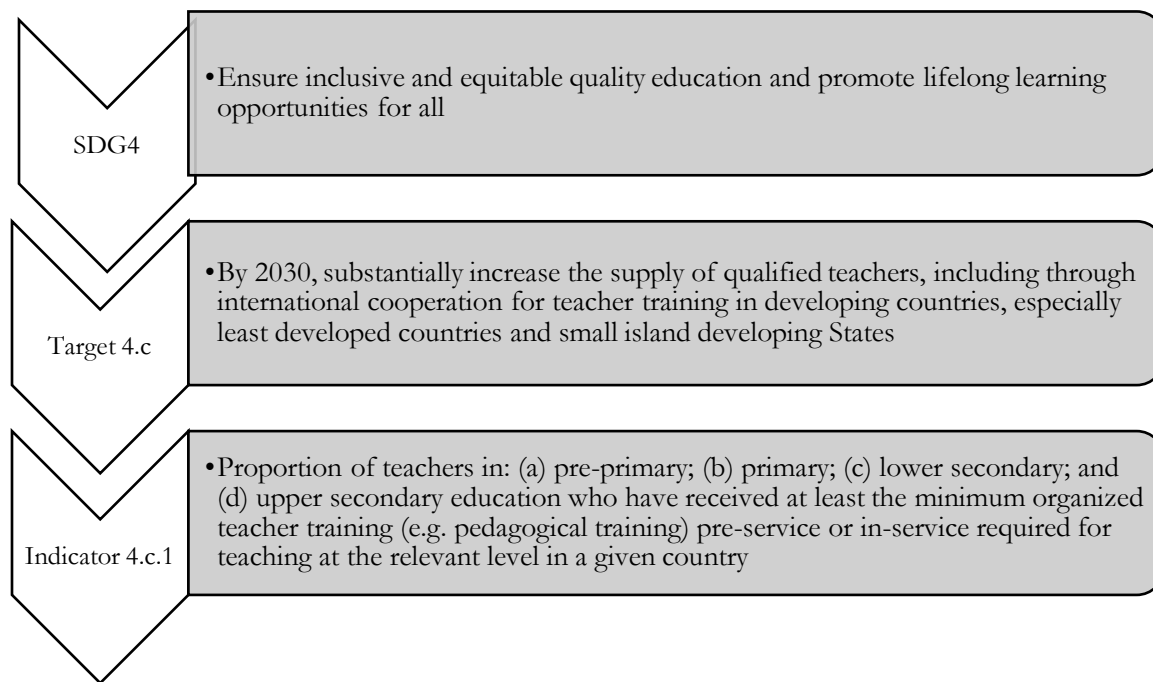 SDG4
•Ensure inclusive and equitable quality education and promote lifelong learning
opportunities for all
Target 4.c
•By 2030, substantially increase the supply of qualified teachers, including through
international cooperation for teacher training in developing countries, especially
least developed countries and small island developing States
Indicator 4.c.1
•Proportion of teachers in: (a) pre-primary; (b) primary; (c) lower secondary; and
(d) upper secondary education who have received at least the minimum organized
teacher training (e.g. pedagogical training) pre-service or in-service required for
teaching at the relevant level in a given country